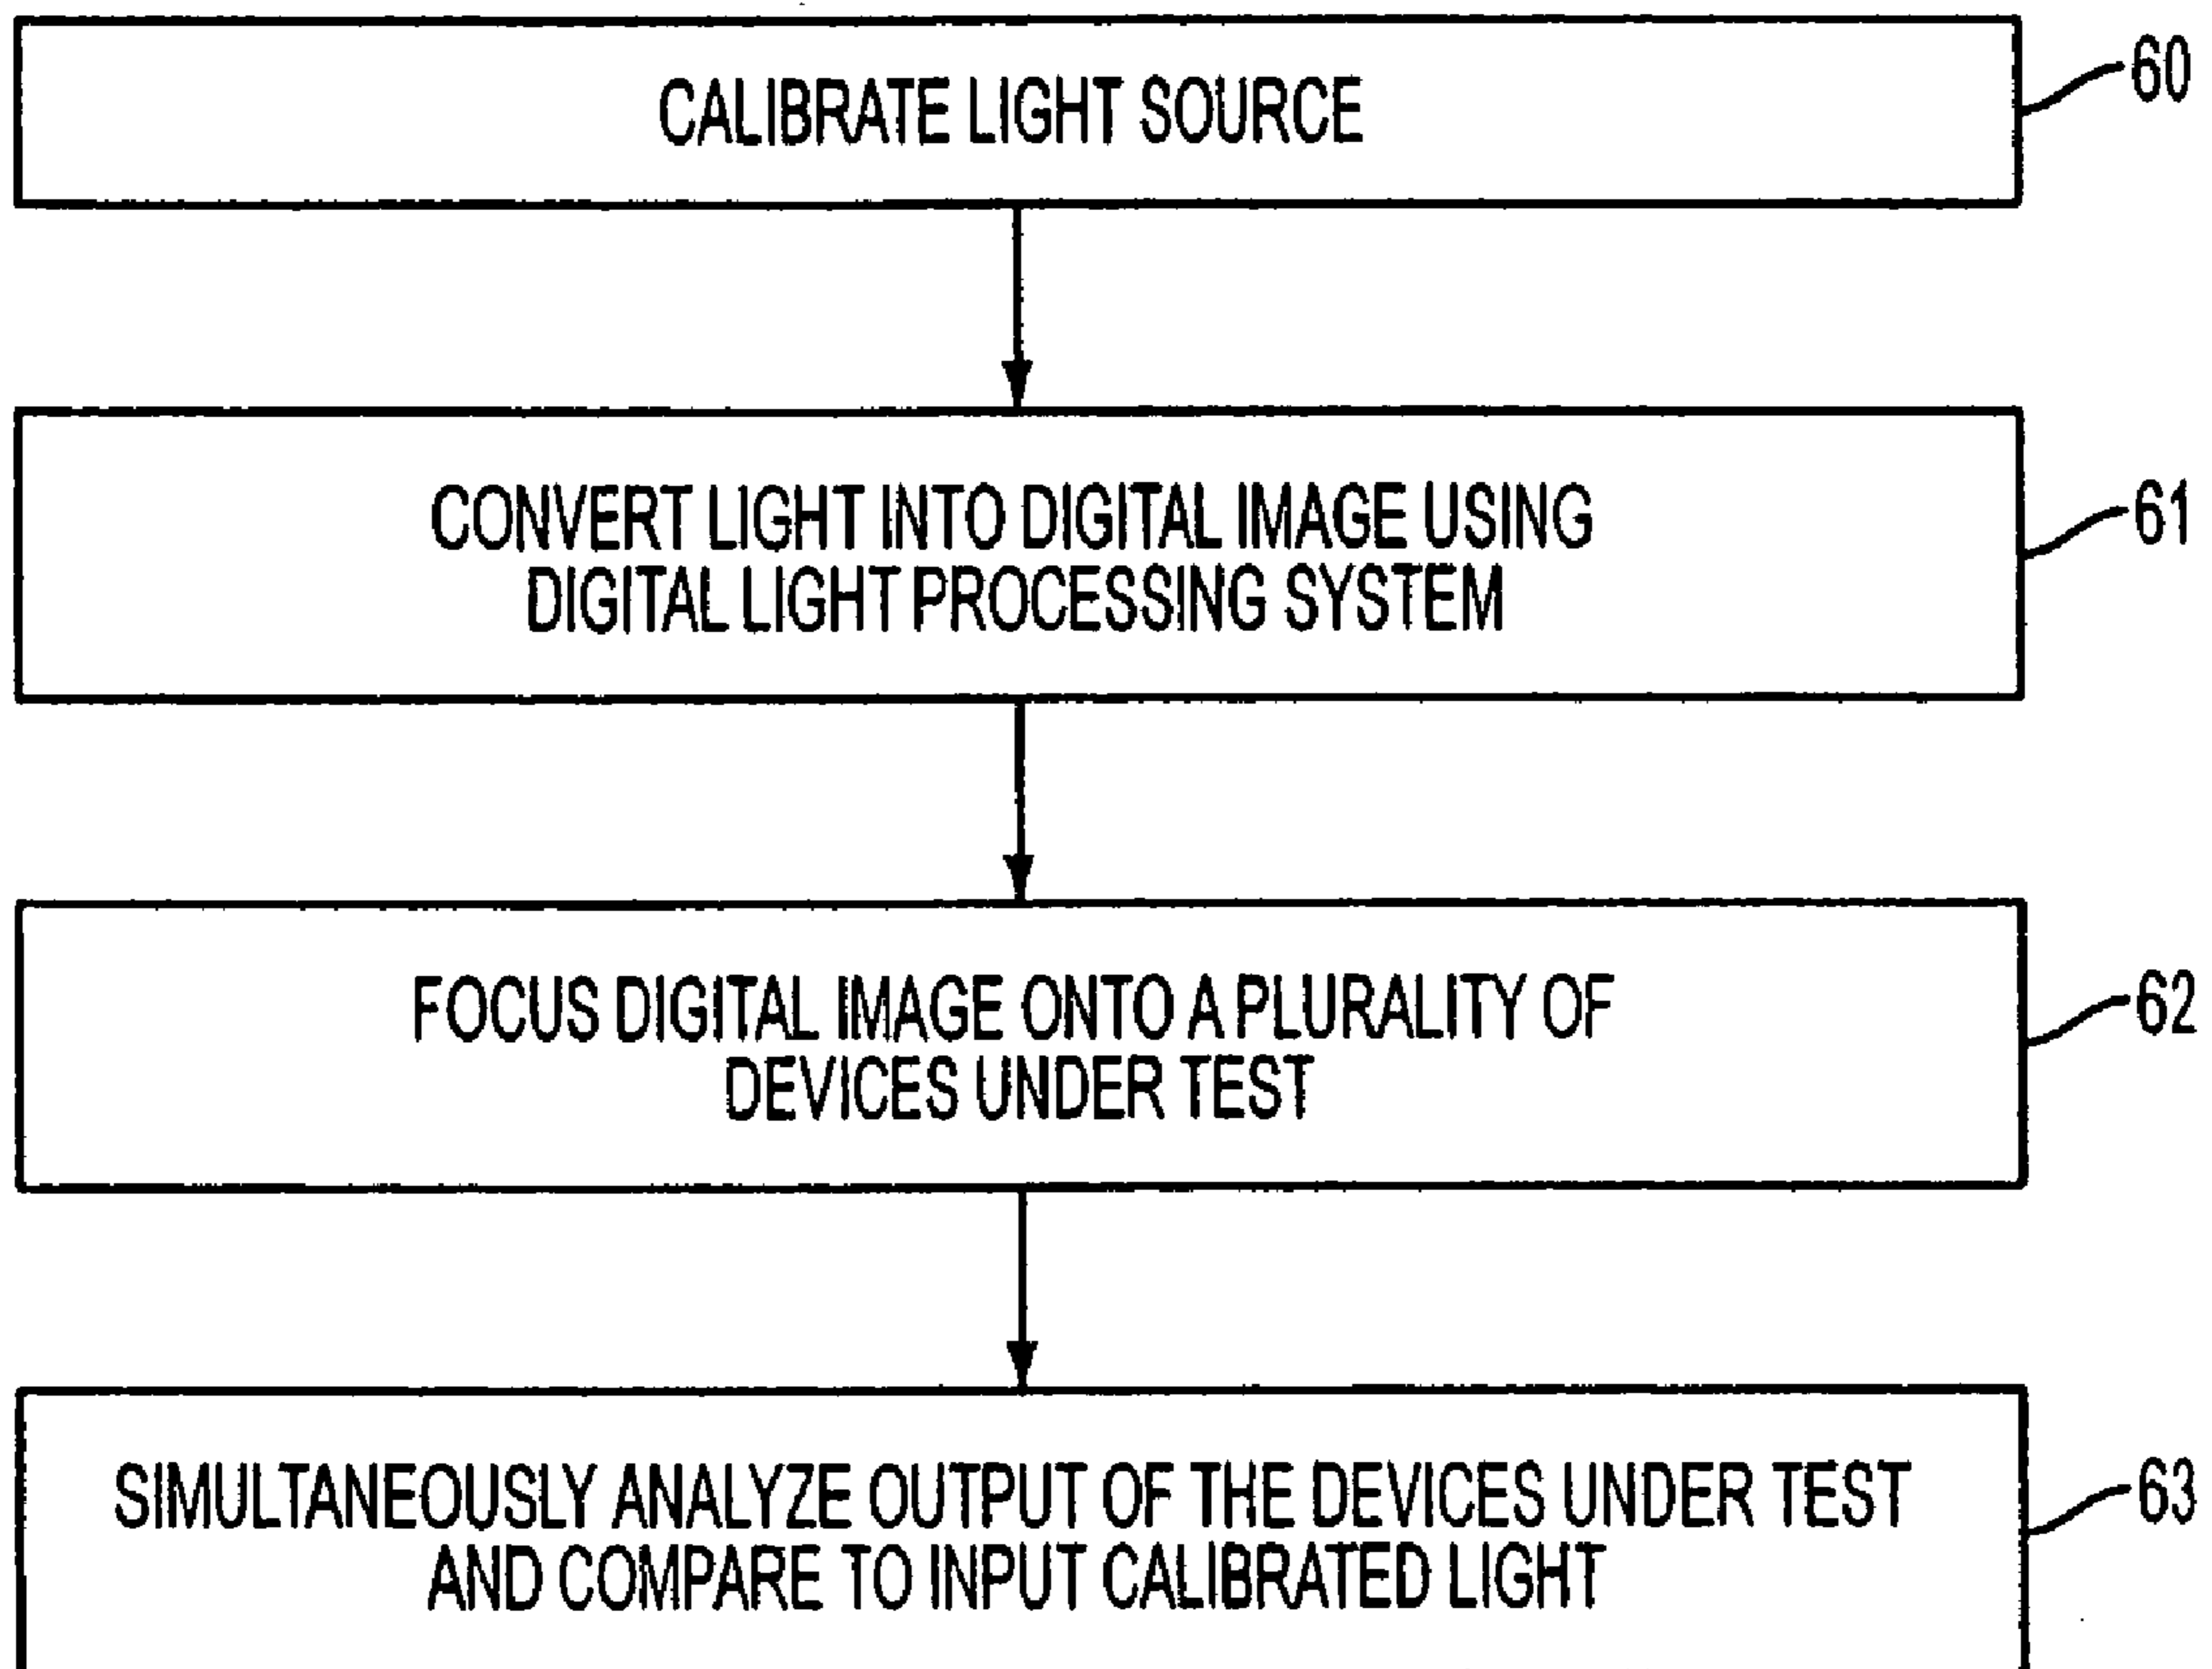 CALIBRATE LIGHT SOURCE
60
CONVERT LIGHT INTO DIGITAL IMAGE USING
DIGITAL LIGHT PROCESSING SYSTEM
61
FOCUS DIGITAL IMAGE ONTO A PLURALITY OF
DEVICES UNDER TEST
62
SIMULTANEOUSLY ANALYZE OUTPUT OF THE DEVICES UNDER TEST
AND COMPARE TO INPUT CALIBRATED LIGHT
63